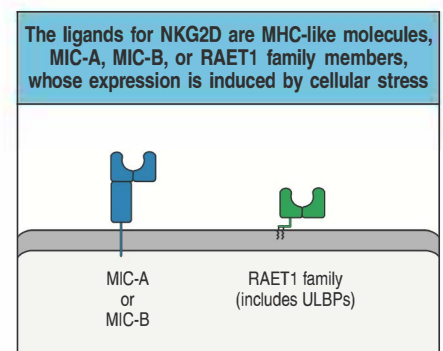 The ligands for NKG2D are MHC-like molecules,
MIC-A, MIC-B, or RAET1 family members,
whose expression is induced by cellular stress
MIC-A
or
MIC-B
RAET1 family
(includes ULBPs)